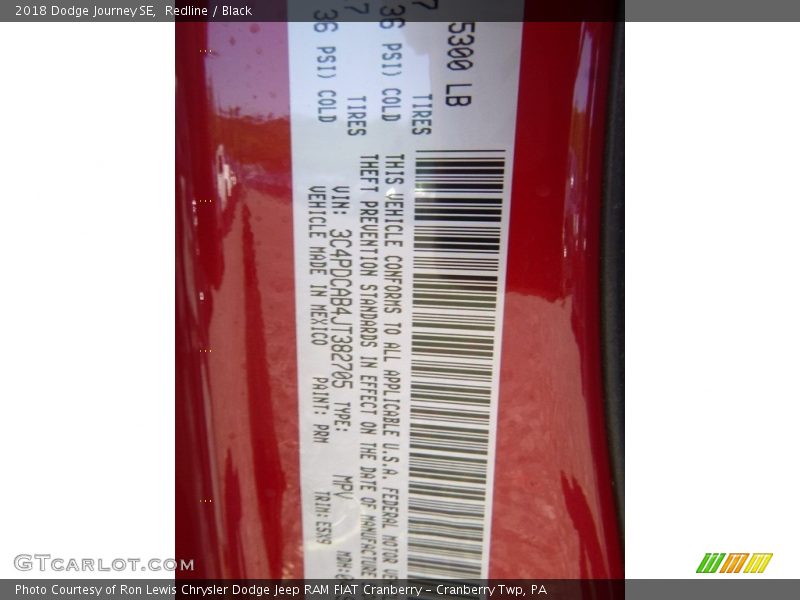 2018 Dodge Journey SE, Redline / Black
5300 LB
TIRES
36 PSI) COLD
TIRES
36 PSI) COLD
THIS VEHICLE CONFORMS TO ALL APPLICABLE U.S.A. FEDERAL MOTOR
THEFT PREVENTION STANDARDS IN EFFECT ON THE DATE OF MANUFACTURE
VIN: 3C4PDCAB4JT382705 TYPE: MPV
VEHICLE MADE IN MEXICO PAINT: PRM TRIM: E5X9
GTcarlot.com
Photo Courtesy of Ron Lewis Chrysler Dodge Jeep RAM FIAT Cranberry – Cranberry Twp, PA